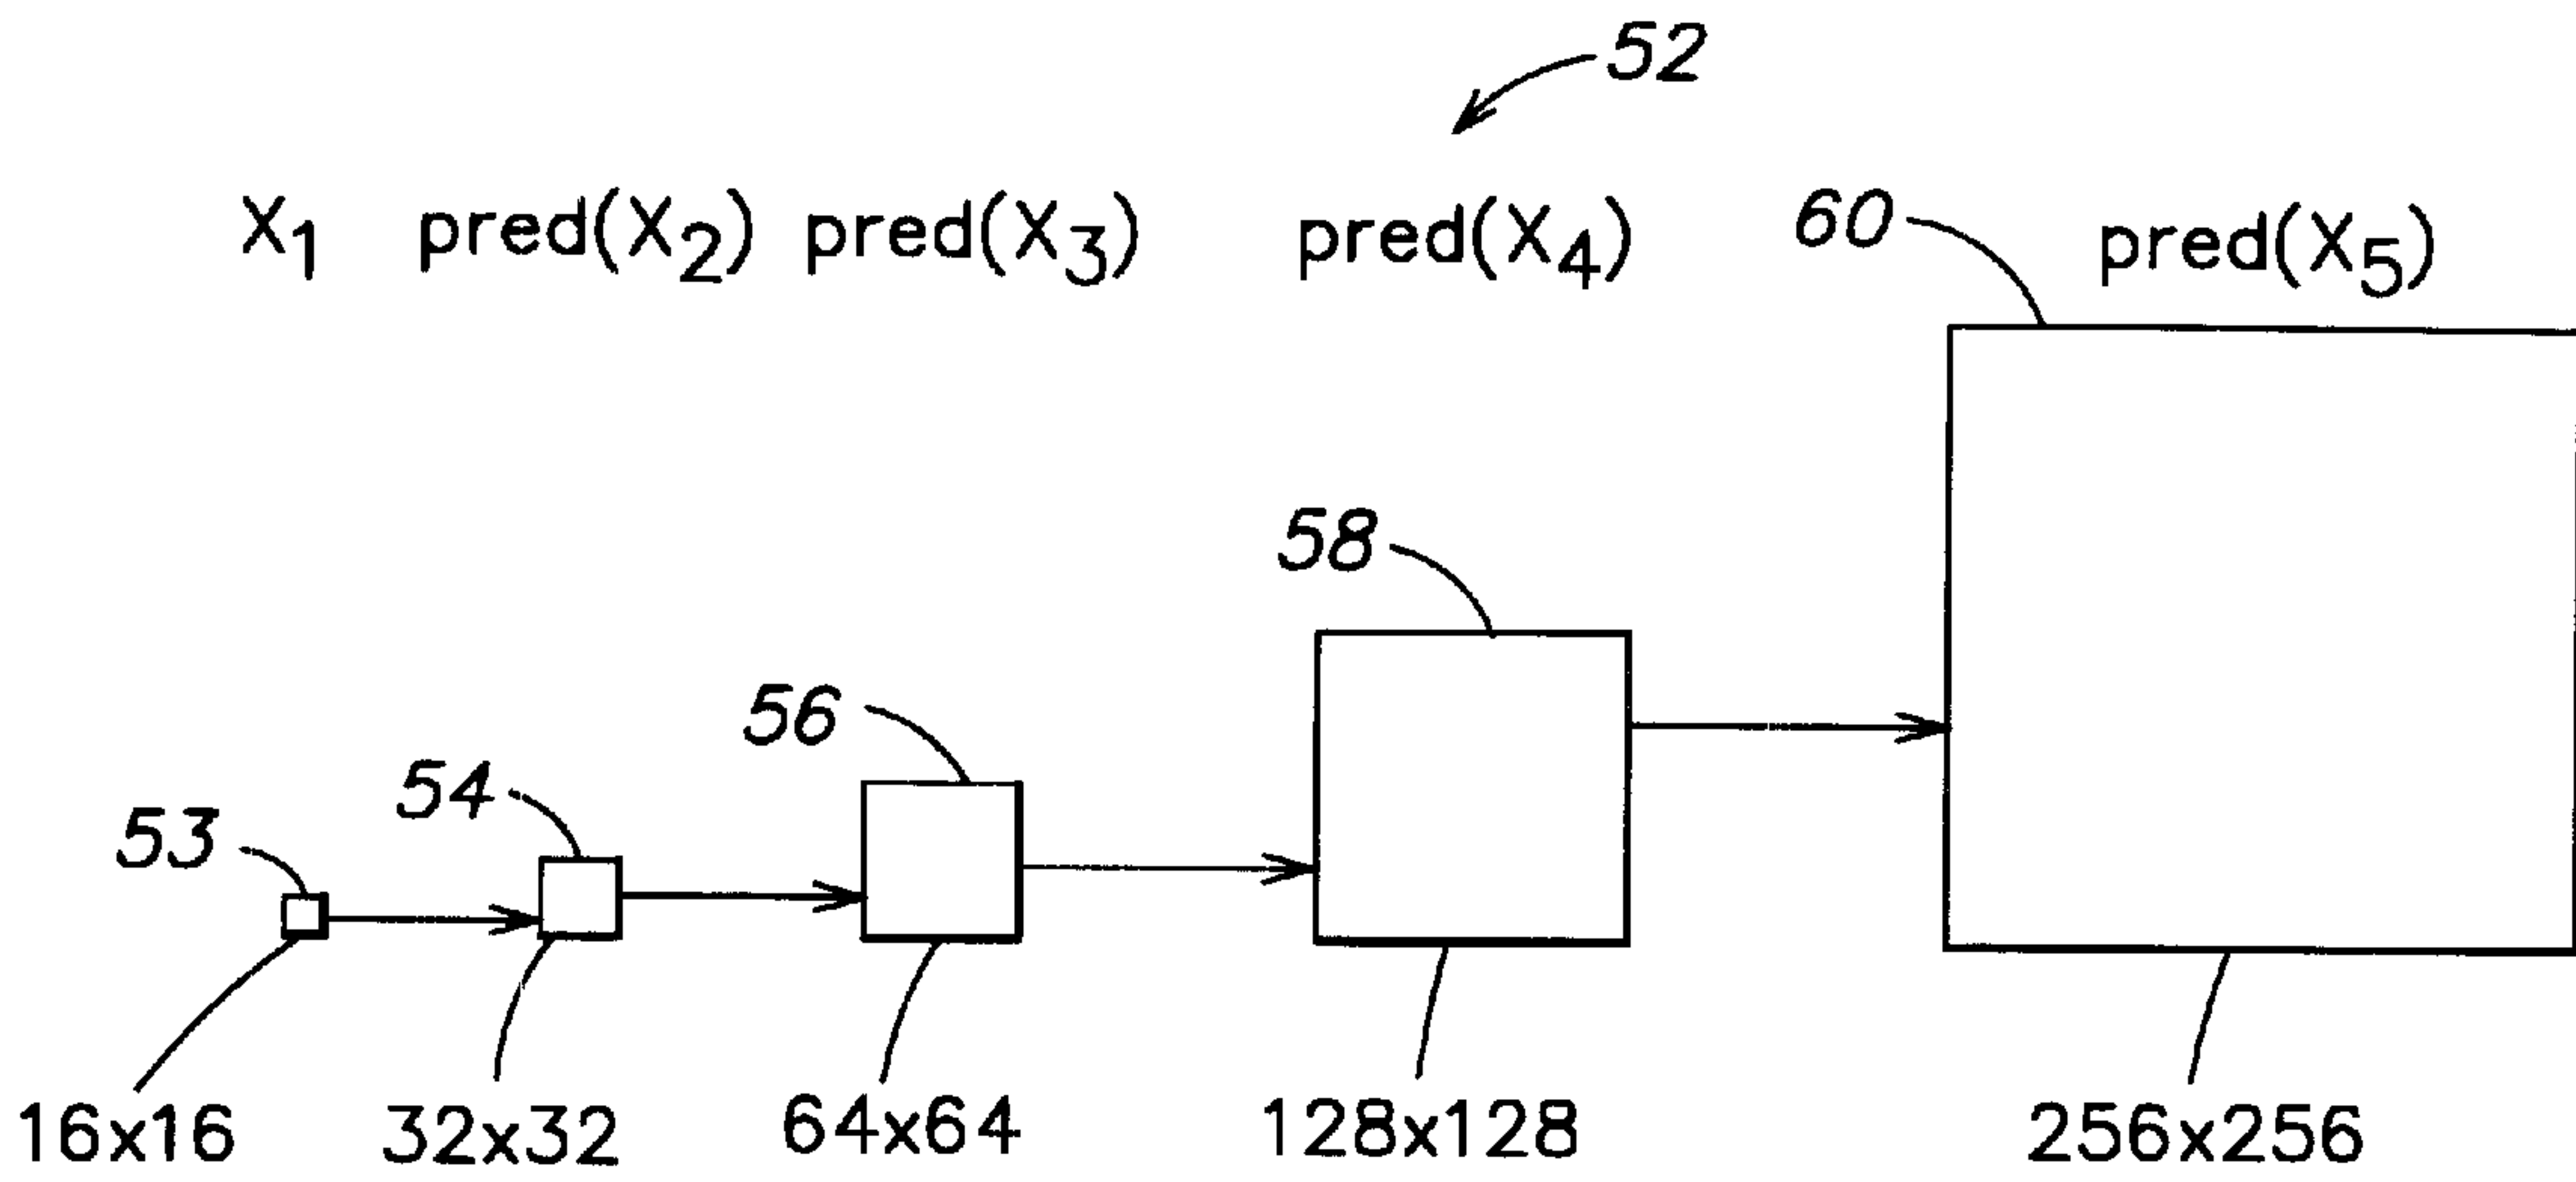 52
X1 pred(X2) pred(X3) pred(X4) 60 pred(X5)
58
56
54
53
16x16 32x32 64x64 128x128 256x256